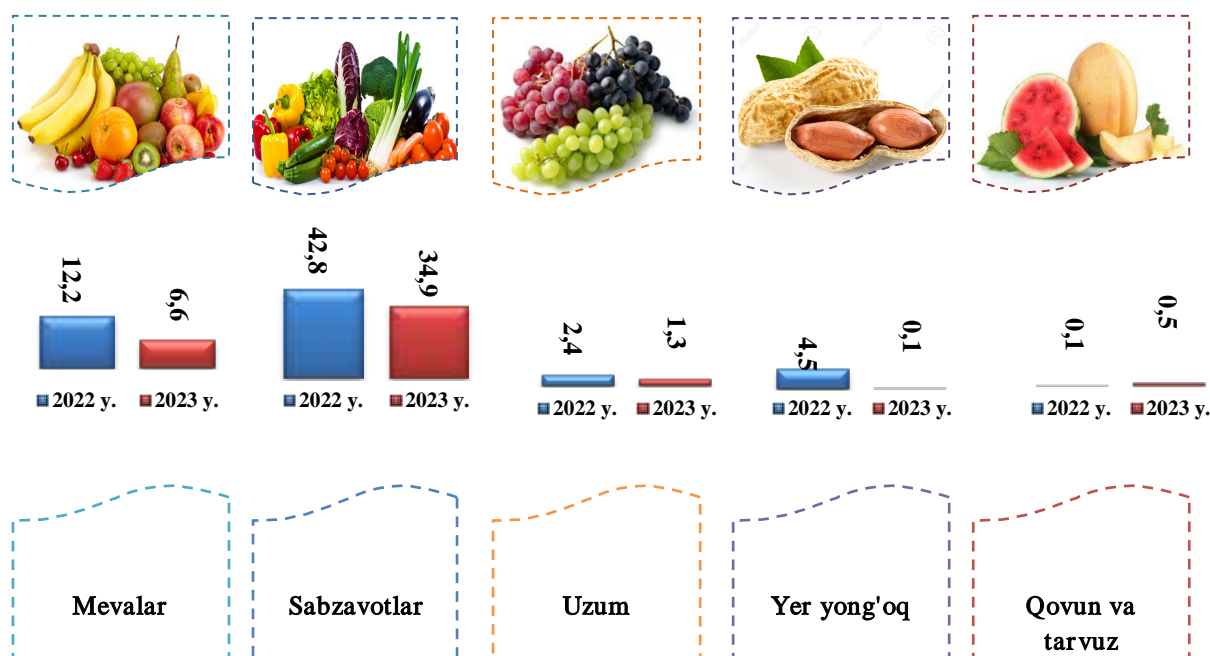 12,2
6,6
2022 y.
2023 y.
42,8
34,9
2022 y.
2023 y.
2,4
1,3
2022 y.
2023 y.
4,5
0,1
2022 y.
2023 y.
0,1
0,5
2022 y.
2023 y.
Mevalar
Sabzavotlar
Uzum
Yer yong'oq
Qovun va
tarvuz